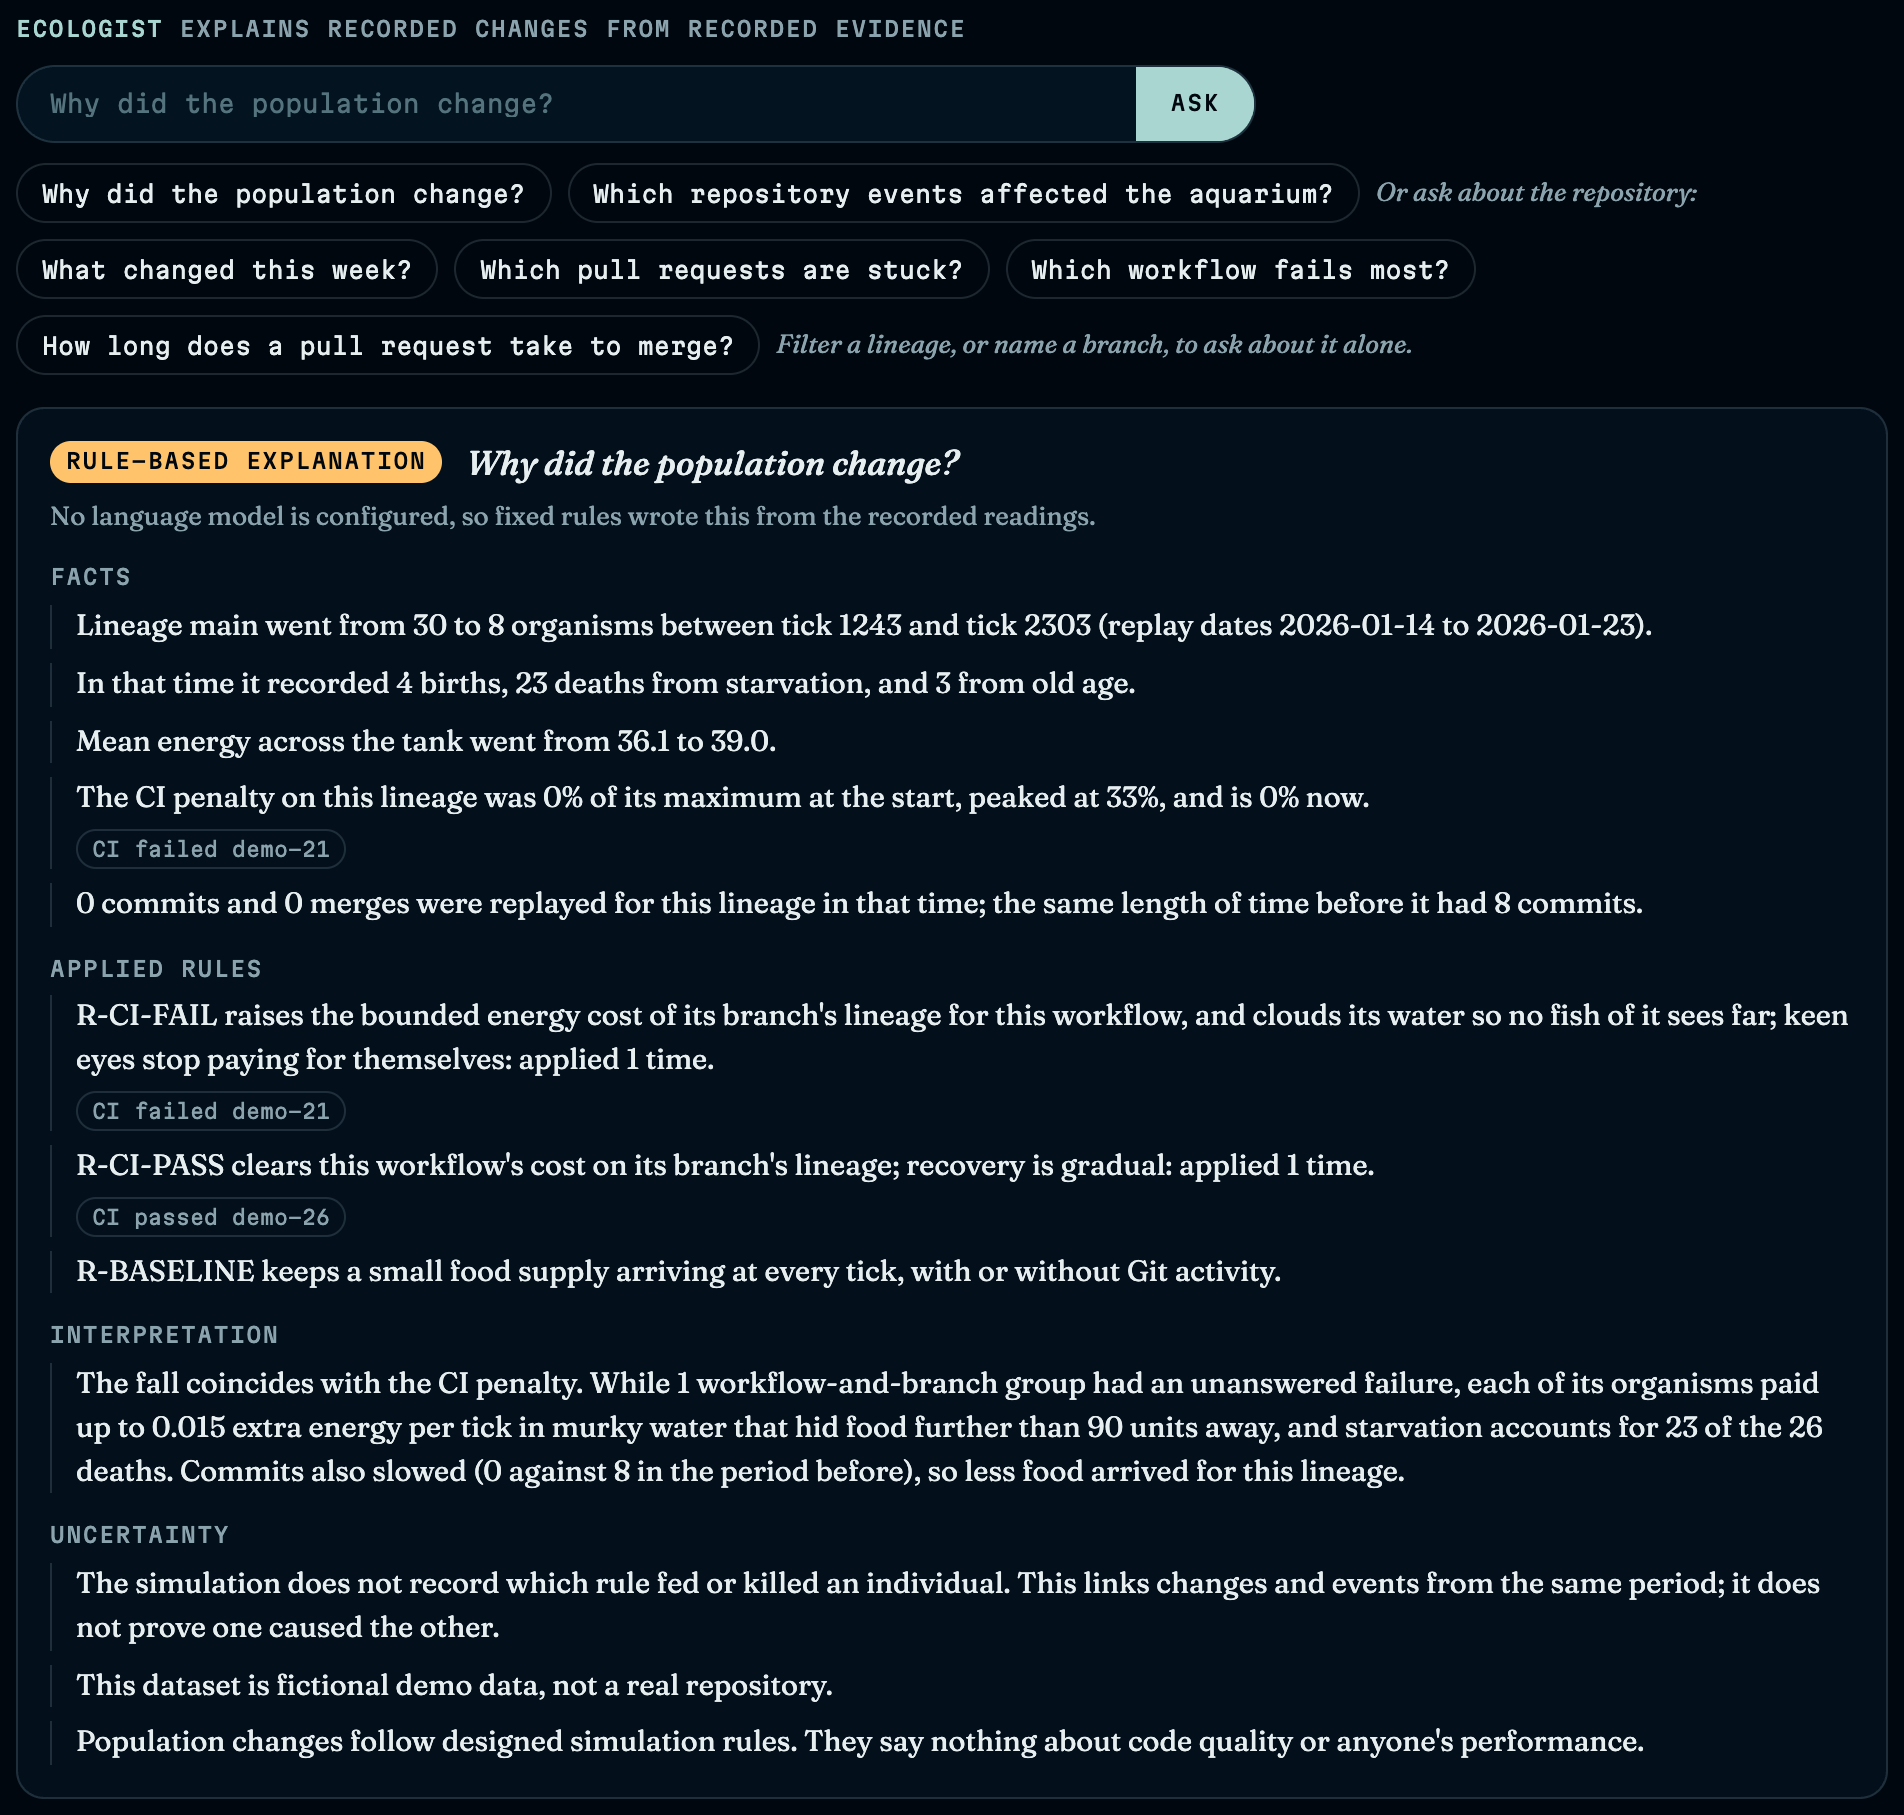 ECOLOGIST EXPLAINS RECORDED CHANGES FROM RECORDED EVIDENCE
Why did the population change?
ASK
Why did the population change?
Which repository events affected the aquarium?
Or ask about the repository:
What changed this week?
Which pull requests are stuck?
Which workflow fails most?
How long does a pull request take to merge?
Filter a lineage, or name a branch, to ask about it alone.
RULE-BASED EXPLANATION
Why did the population change?
No language model is configured, so fixed rules wrote this from the recorded readings.
FACTS
Lineage main went from 30 to 8 organisms between tick 1243 and tick 2303 (replay dates 2026-01-14 to 2026-01-23).
In that time it recorded 4 births, 23 deaths from starvation, and 3 from old age.
Mean energy across the tank went from 36.1 to 39.0.
The CI penalty on this lineage was 0% of its maximum at the start, peaked at 33%, and is 0% now.
CI failed demo-21
0 commits and 0 merges were replayed for this lineage in that time; the same length of time before it had 8 commits.
APPLIED RULES
R-CI-FAIL raises the bounded energy cost of its branch's lineage for this workflow, and clouds its water so no fish of it sees far; keen
eyes stop paying for themselves: applied 1 time.
CI failed demo-21
R-CI-PASS clears this workflow's cost on its branch's lineage; recovery is gradual: applied 1 time.
CI passed demo-26
R-BASELINE keeps a small food supply arriving at every tick, with or without Git activity.
INTERPRETATION
The fall coincides with the CI penalty. While 1 workflow-and-branch group had an unanswered failure, each of its organisms paid
up to 0.015 extra energy per tick in murky water that hid food further than 90 units away, and starvation accounts for 23 of the 26
deaths. Commits also slowed (0 against 8 in the period before), so less food arrived for this lineage.
UNCERTAINTY
The simulation does not record which rule fed or killed an individual. This links changes and events from the same period; it does
not prove one caused the other.
This dataset is fictional demo data, not a real repository.
Population changes follow designed simulation rules. They say nothing about code quality or anyone's performance.